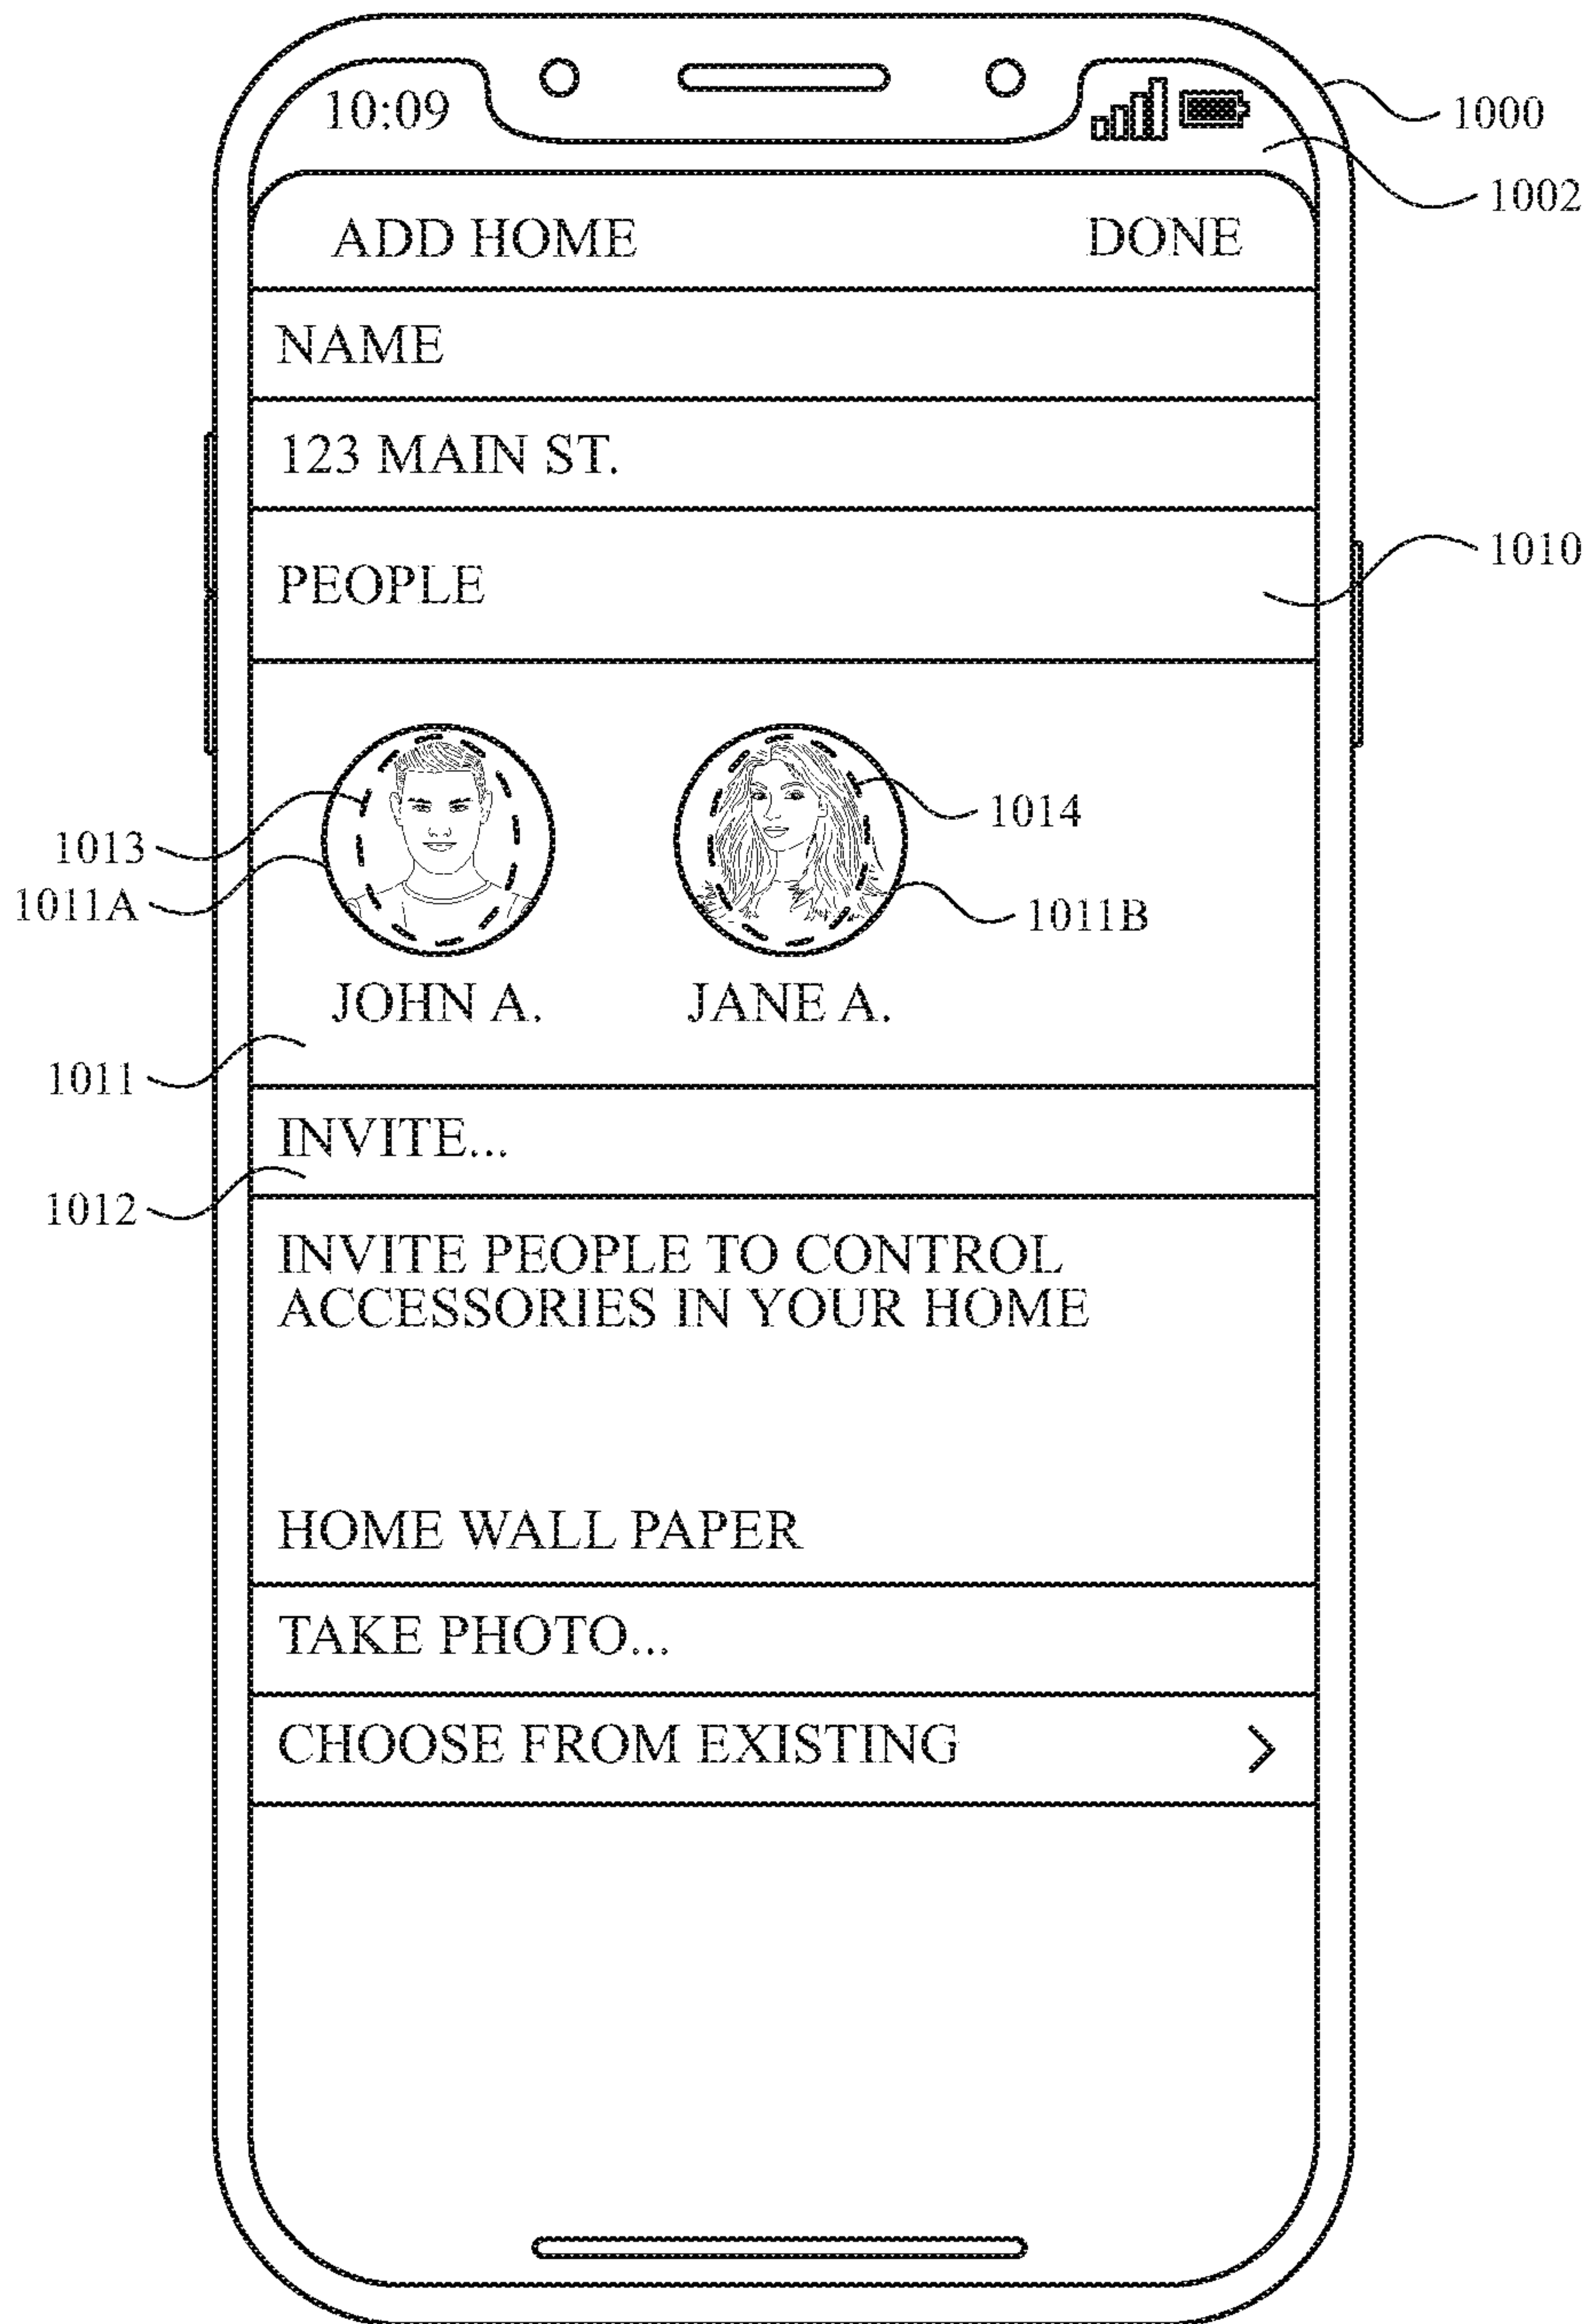 10:09
1000
1002
ADD HOME DONE
NAME
123 MAIN ST.
1010
PEOPLE
1013
1014
1011A
1011B
JOHN A. JANE A.
1011
INVITE...
1012
INVITE PEOPLE TO CONTROL
ACCESSORIES IN YOUR HOME
HOME WALL PAPER
TAKE PHOTO...
CHOOSE FROM EXISTING